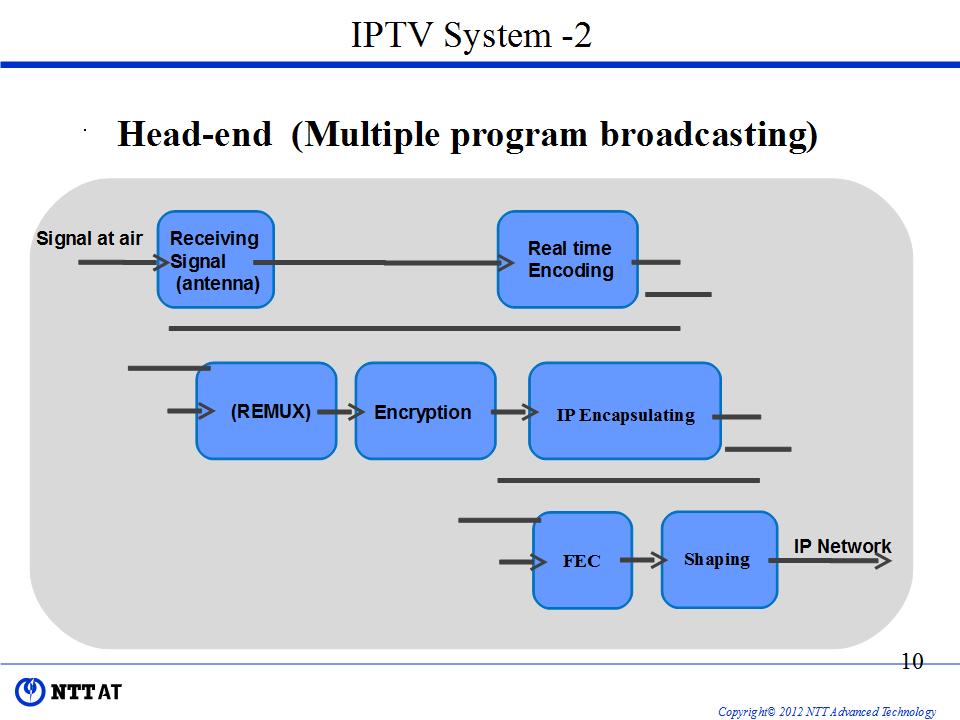 IPTV System -2
Head-end (Multiple program broadcasting)
Signal at air
Receiving
Signal
(antenna)
Real time
Encoding
(REMUX)
Encryption
IP Encapsulating
FEC
Shaping
IP Network
10
NTT AT
Copyright© 2012 NTT Advanced Technology